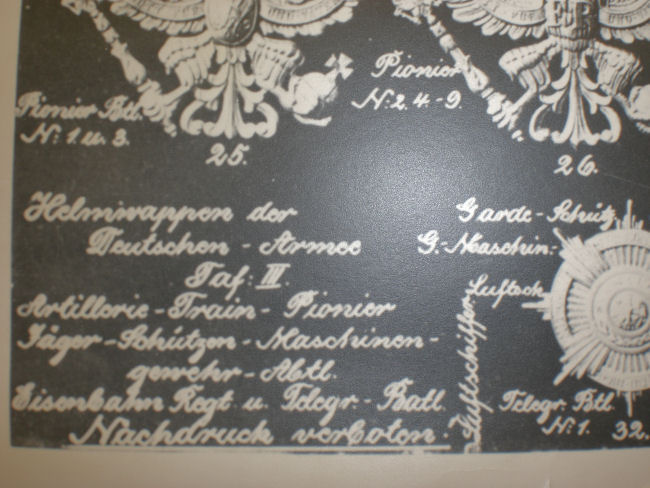 Pionier Btl.
N: 1. u. 3.
25.
Pionier
N: 2. 4.-9.
26.
Helmwappen der
Deutschen-Armee
Taf: III.
Artillerie-Train-Pionier
Jäger-Schützen-Maschinen-
gewehr-Abtl.
Eisenbahn Regt. u. Telegr.-Batl.
Nachdruck verboten.
Garde-Schütz.
G.-Maschin.-
Luftsch
Luftschiffer
Telegr. Btl.
N: 1. 32.